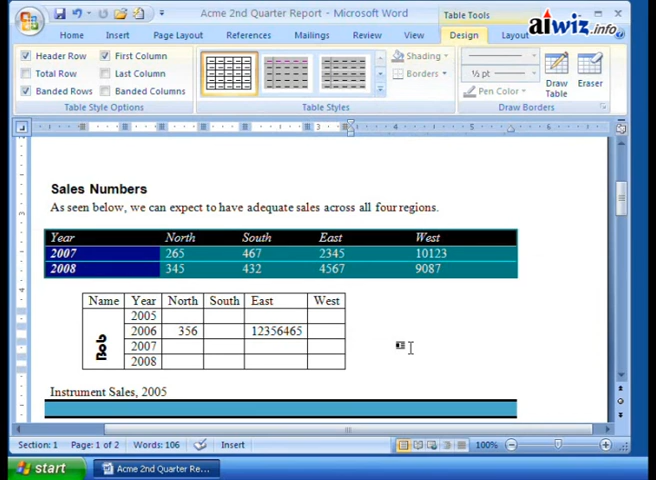 Acme 2nd Quarter Report - Microsoft Word
Table Tools
aiwiz.info
Home Insert Page Layout References Mailings Review View Design Layout
Header Row First Column
Total Row Last Column
Banded Rows Banded Columns
Table Style Options
Table Styles
Shading
Borders
½ pt
Pen Color
Draw Table
Eraser
Draw Borders
Sales Numbers
As seen below, we can expect to have adequate sales across all four regions.
Year North South East West
2007 265 467 2345 10123
2008 345 432 4567 9087
Name Year North South East West
Bob
2005
2006 356 12356465
2007
2008
Instrument Sales, 2005
Section: 1 Page: 1 of 2 Words: 106 Insert 100%
start Acme 2nd Quarter Re...